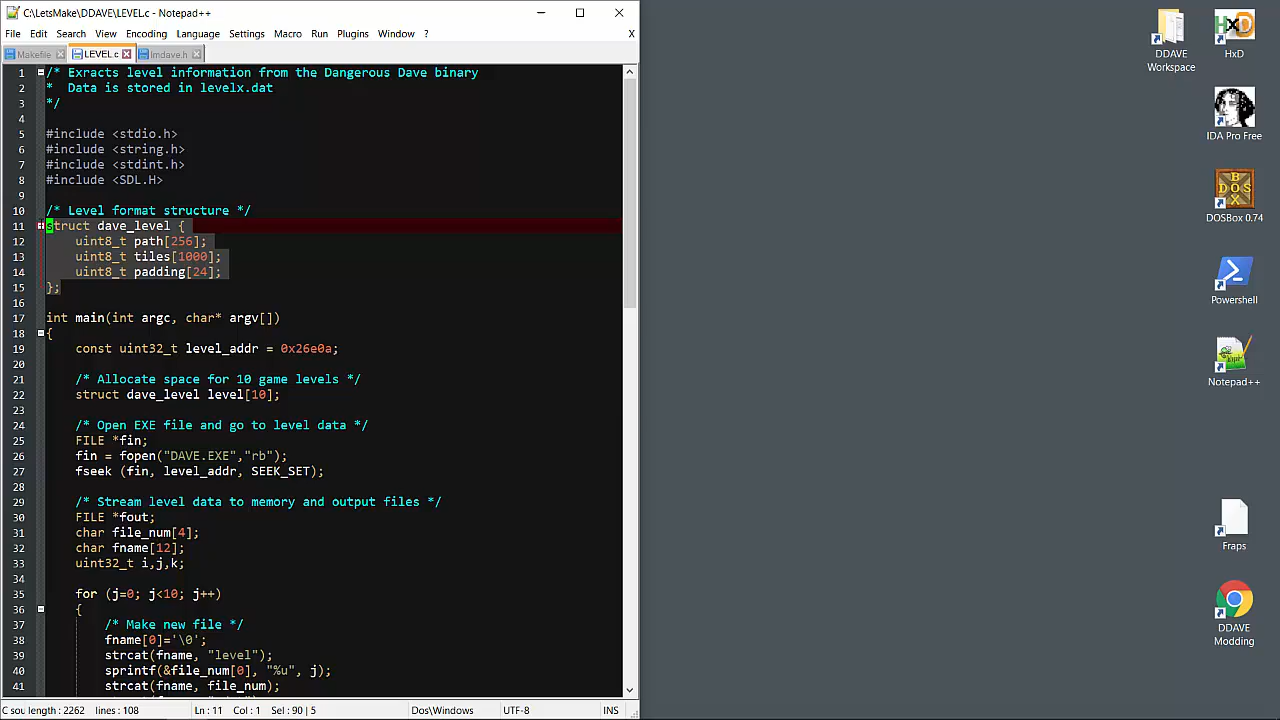 C:\LetsMake\DDAVE\LEVEL.c - Notepad++
File Edit Search View Encoding Language Settings Macro Run Plugins Window ? X
Makefile LEVEL.c lmdave.h
1 /* Exracts level information from the Dangerous Dave binary
2 * Data is stored in levelx.dat
3 */
4
5 #include <stdio.h>
6 #include <string.h>
7 #include <stdint.h>
8 #include <SDL.H>
9
10 /* Level format structure */
11 struct dave_level {
12 uint8_t path[256];
13 uint8_t tiles[1000];
14 uint8_t padding[24];
15 };
16
17 int main(int argc, char* argv[])
18 {
19 const uint32_t level_addr = 0x26e0a;
20
21 /* Allocate space for 10 game levels */
22 struct dave_level level[10];
23
24 /* Open EXE file and go to level data */
25 FILE *fin;
26 fin = fopen("DAVE.EXE","rb");
27 fseek (fin, level_addr, SEEK_SET);
28
29 /* Stream level data to memory and output files */
30 FILE *fout;
31 char file_num[4];
32 char fname[12];
33 uint32_t i,j,k;
34
35 for (j=0; j<10; j++)
36 {
37 /* Make new file */
38 fname[0]='\0';
39 strcat(fname, "level");
40 sprintf(&file_num[0], "%u", j);
41 strcat(fname, file_num);
C sou length : 2262 lines : 108 Ln : 11 Col : 1 Sel : 90 | 5 Dos\Windows UTF-8 INS
DDAVE
Workspace
HxD
IDA Pro Free
DOSBox 0.74
Powershell
Notepad++
Fraps
DDAVE
Modding